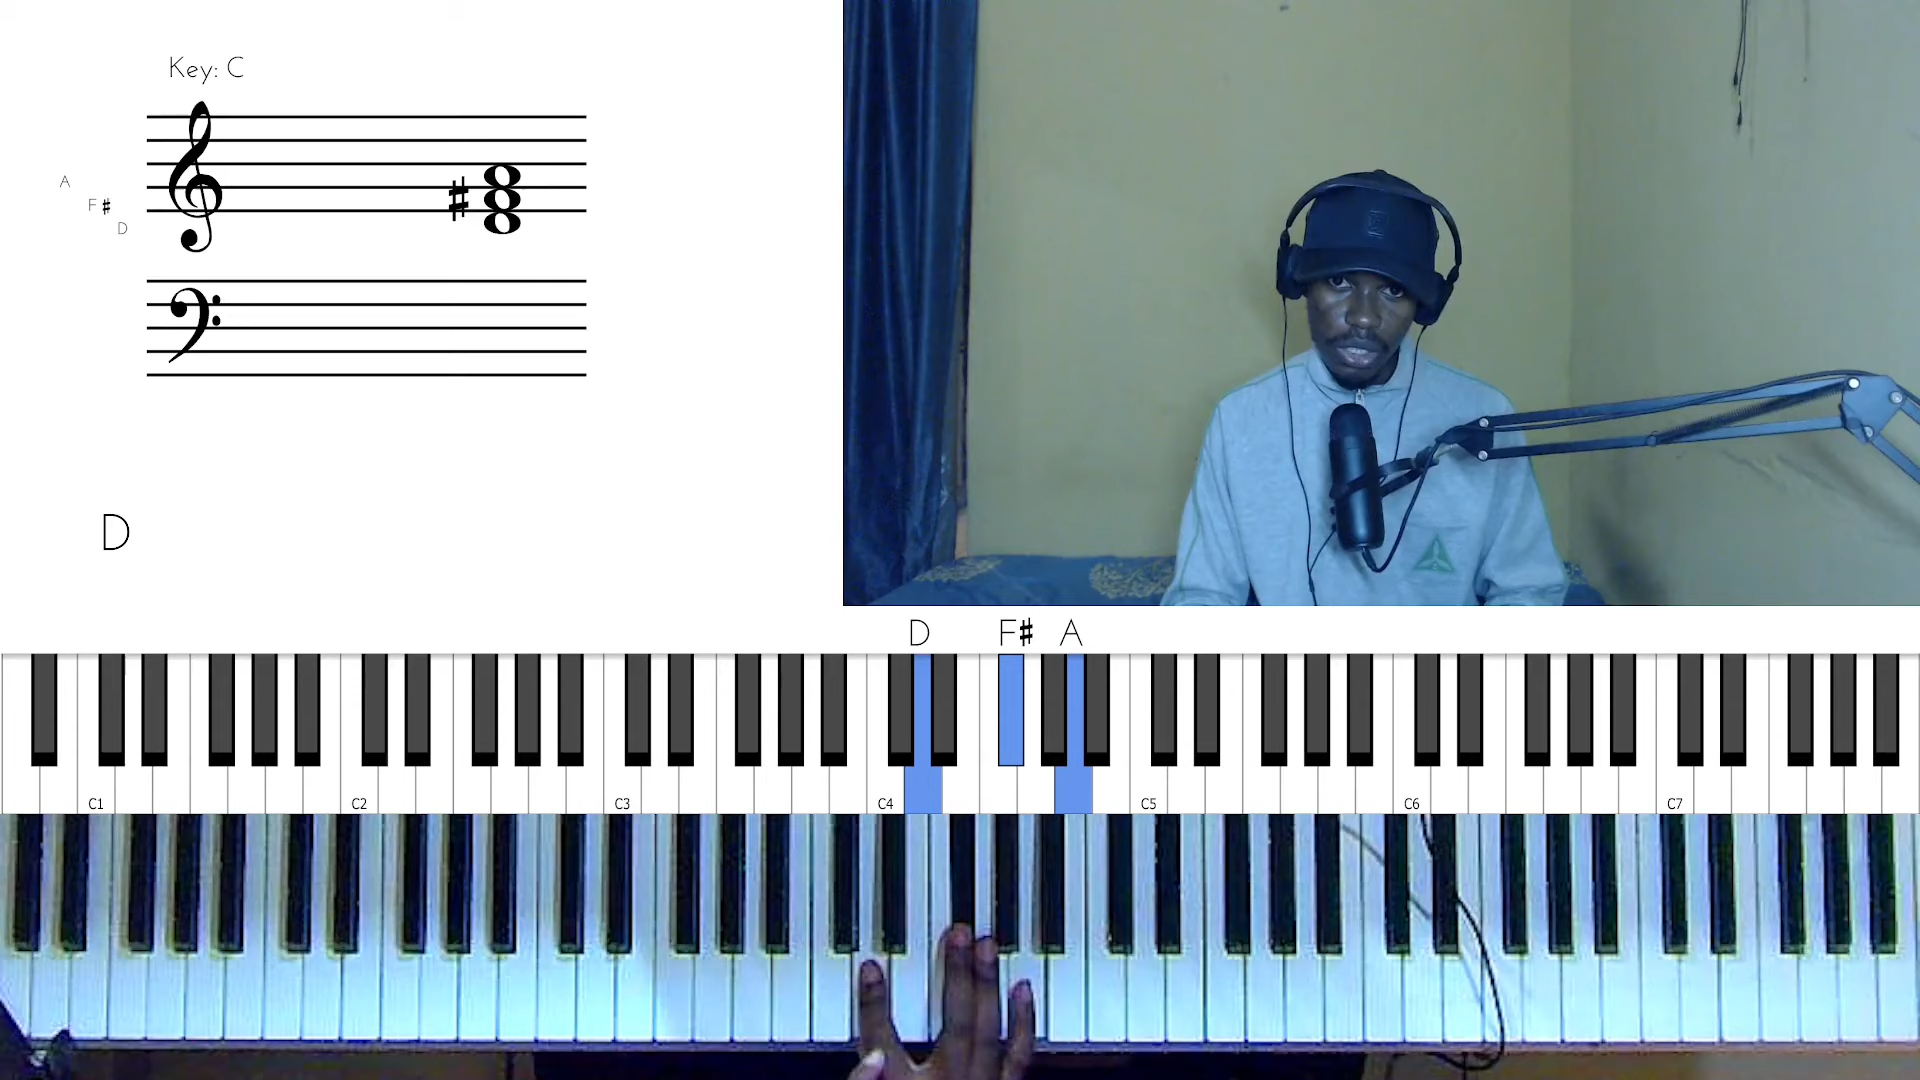 Key: C
A
F♯
D
D
D F♯ A
C1 C2 C3 C4 C5 C6 C7